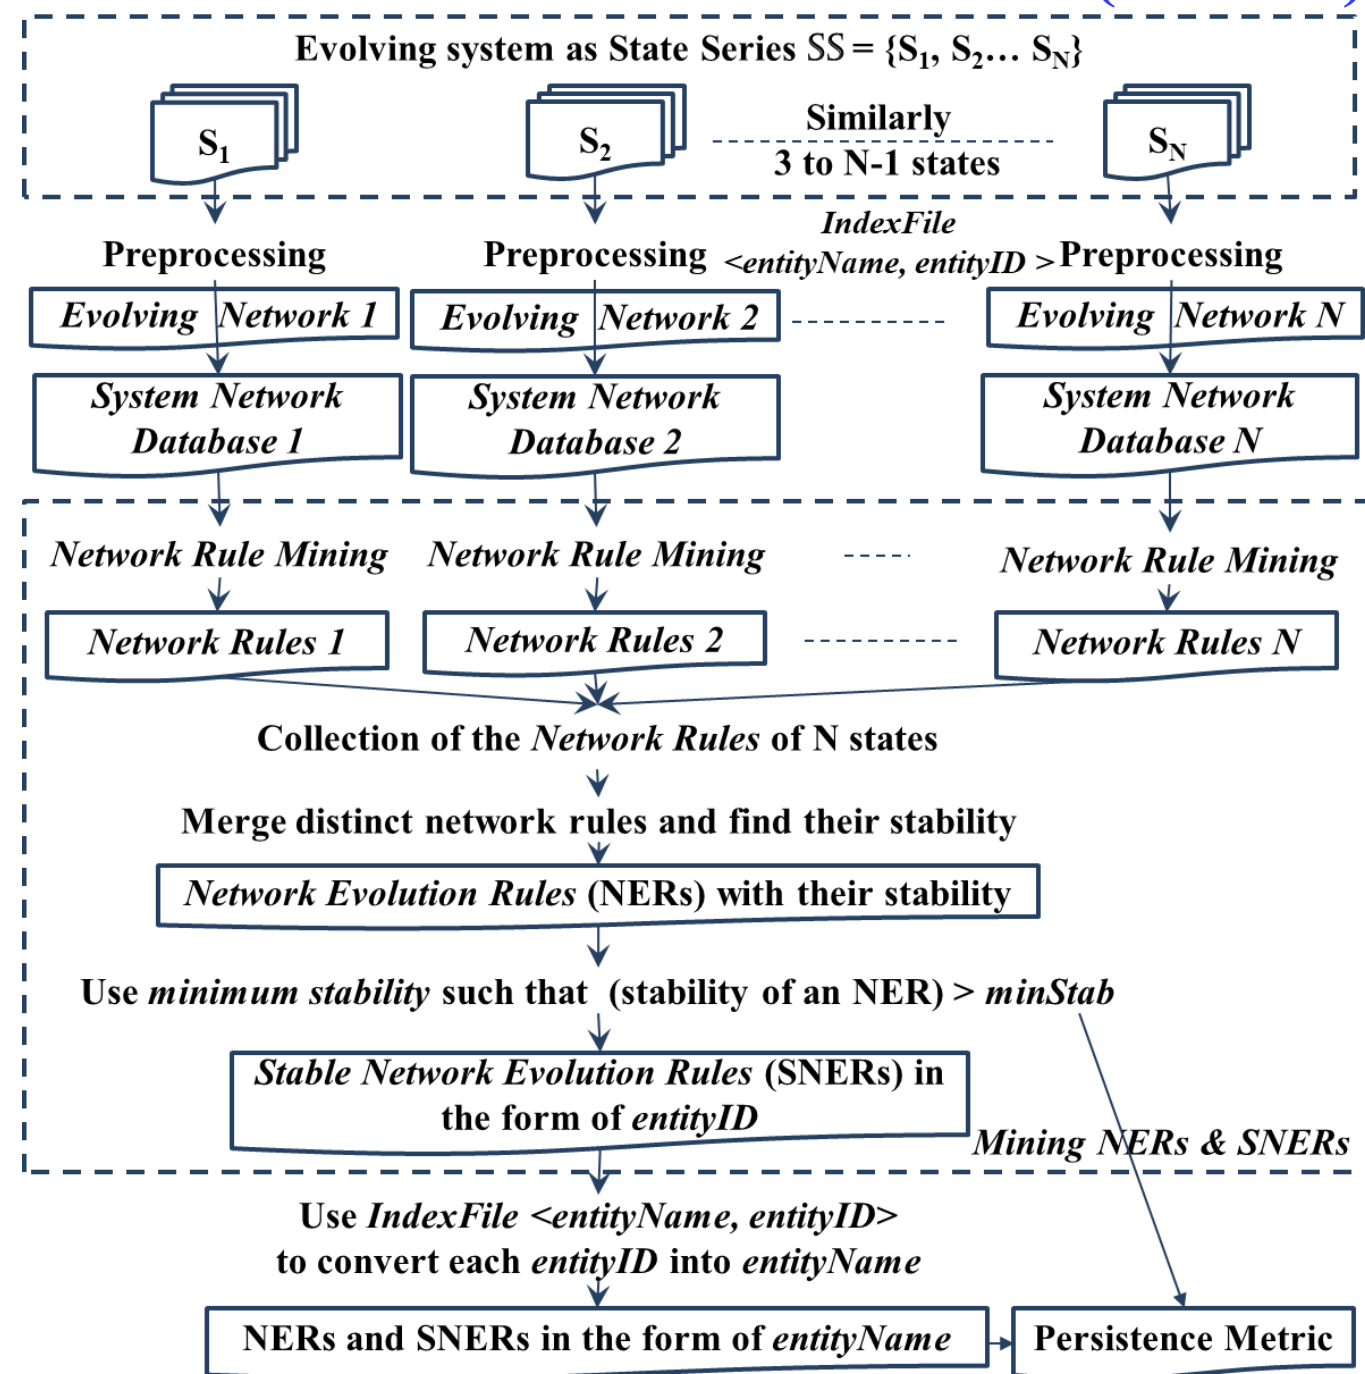 Evolving system as State Series SS = {S1, S2… SN}
S1
S2
Similarly
3 to N-1 states
SN
IndexFile
<entityName, entityID >
Preprocessing
Preprocessing
Preprocessing
Evolving Network 1
Evolving Network 2
Evolving Network N
System Network
Database 1
System Network
Database 2
System Network
Database N
Network Rule Mining
Network Rule Mining
Network Rule Mining
Network Rules 1
Network Rules 2
Network Rules N
Collection of the Network Rules of N states
Merge distinct network rules and find their stability
Network Evolution Rules (NERs) with their stability
Use minimum stability such that (stability of an NER) > minStab
Stable Network Evolution Rules (SNERs) in
the form of entityID
Mining NERs & SNERs
Use IndexFile <entityName, entityID>
to convert each entityID into entityName
NERs and SNERs in the form of entityName
Persistence Metric